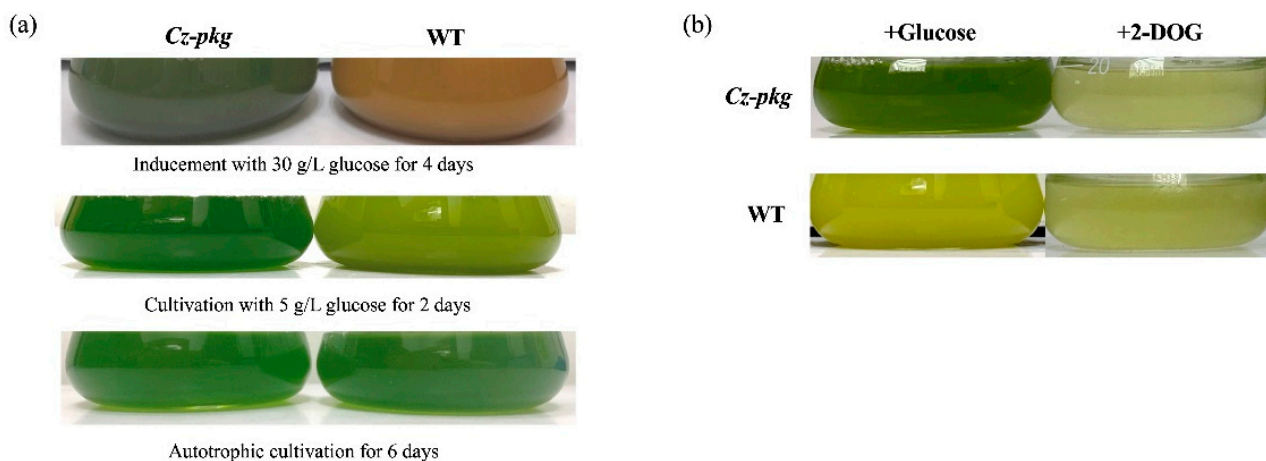 (a)
Cz-pkg WT
Inducement with 30 g/L glucose for 4 days
Cultivation with 5 g/L glucose for 2 days
Autotrophic cultivation for 6 days
(b)
+Glucose +2-DOG
Cz-pkg
20
WT